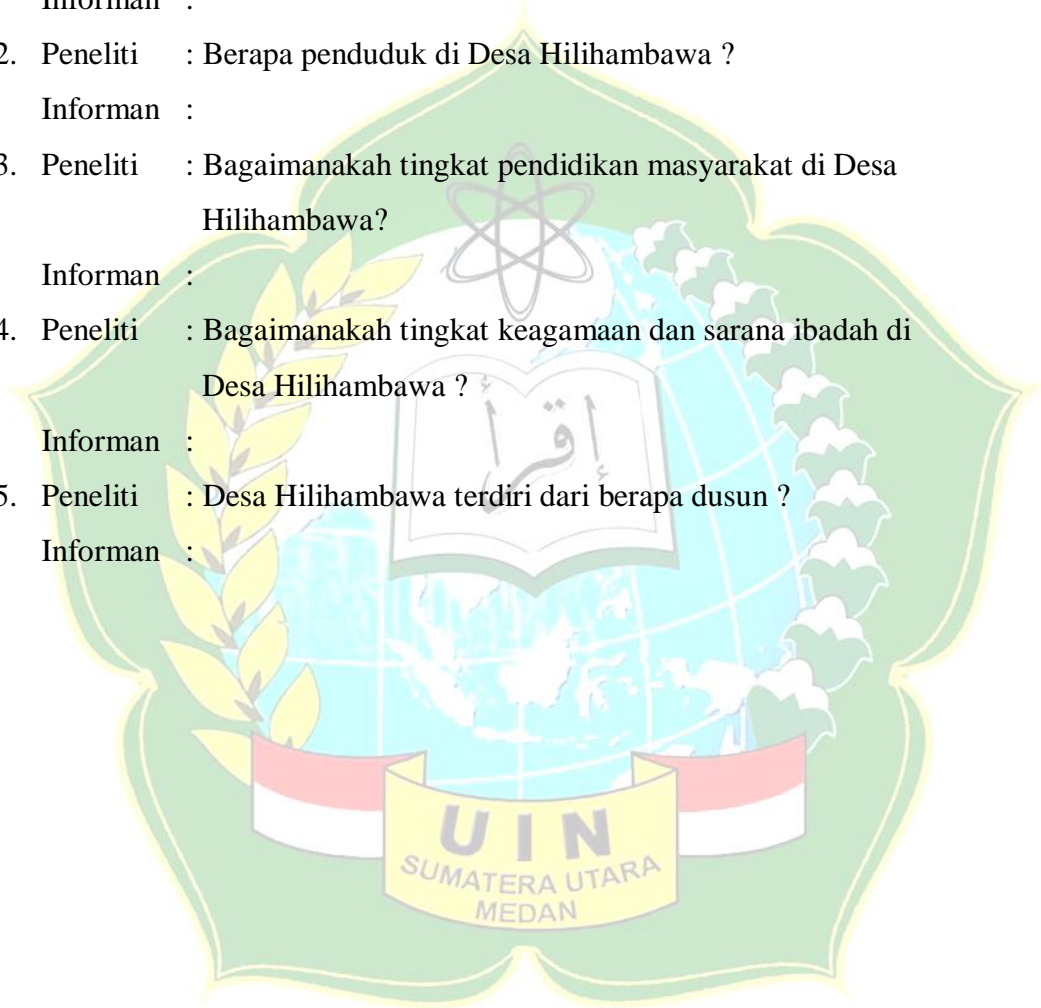 Informan :
2. Peneliti : Berapa penduduk di Desa Hilihambawa ?
Informan :
3. Peneliti : Bagaimanakah tingkat pendidikan masyarakat di Desa
Hilihambawa?
Informan :
4. Peneliti : Bagaimanakah tingkat keagamaan dan sarana ibadah di
Desa Hilihambawa ?
Informan :
5. Peneliti : Desa Hilihambawa terdiri dari berapa dusun ?
Informan :
إقرأ
UIN
SUMATERA UTARA
MEDAN